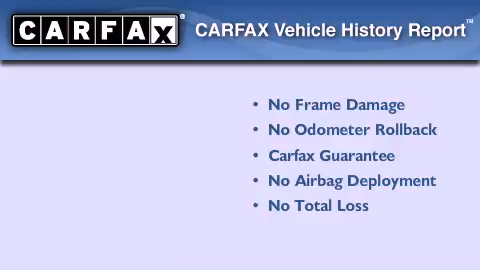 CARFAX® CARFAX Vehicle History Report™
• No Frame Damage
• No Odometer Rollback
• Carfax Guarantee
• No Airbag Deployment
• No Total Loss